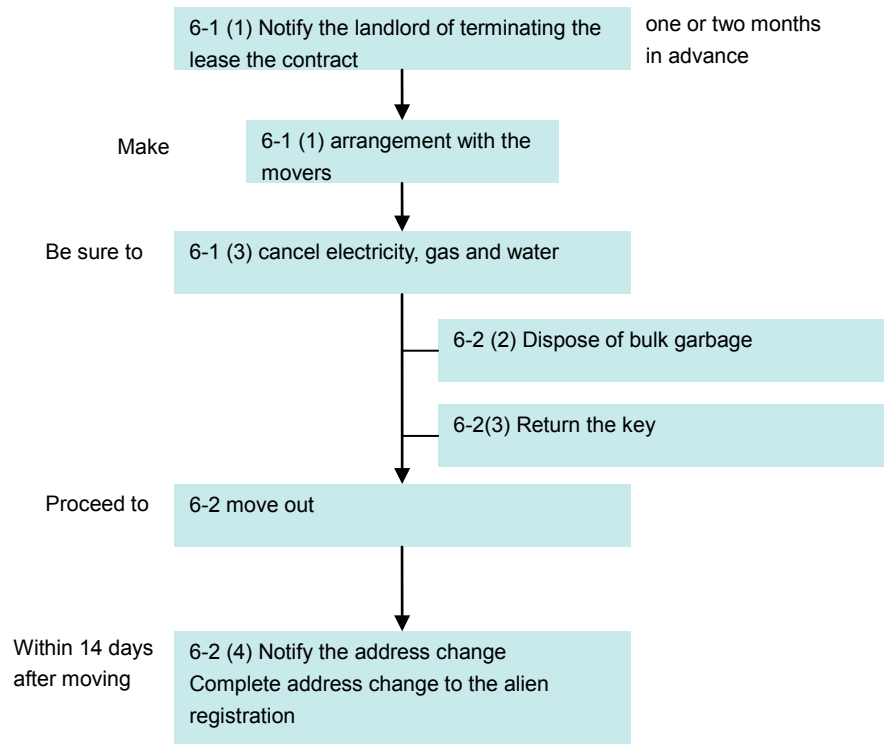 6-1 (1) Notify the landlord of terminating the
lease the contract
one or two months
in advance
Make
6-1 (1) arrangement with the
movers
Be sure to
6-1 (3) cancel electricity, gas and water
6-2 (2) Dispose of bulk garbage
6-2(3) Return the key
Proceed to
6-2 move out
Within 14 days
after moving
6-2 (4) Notify the address change
Complete address change to the alien
registration